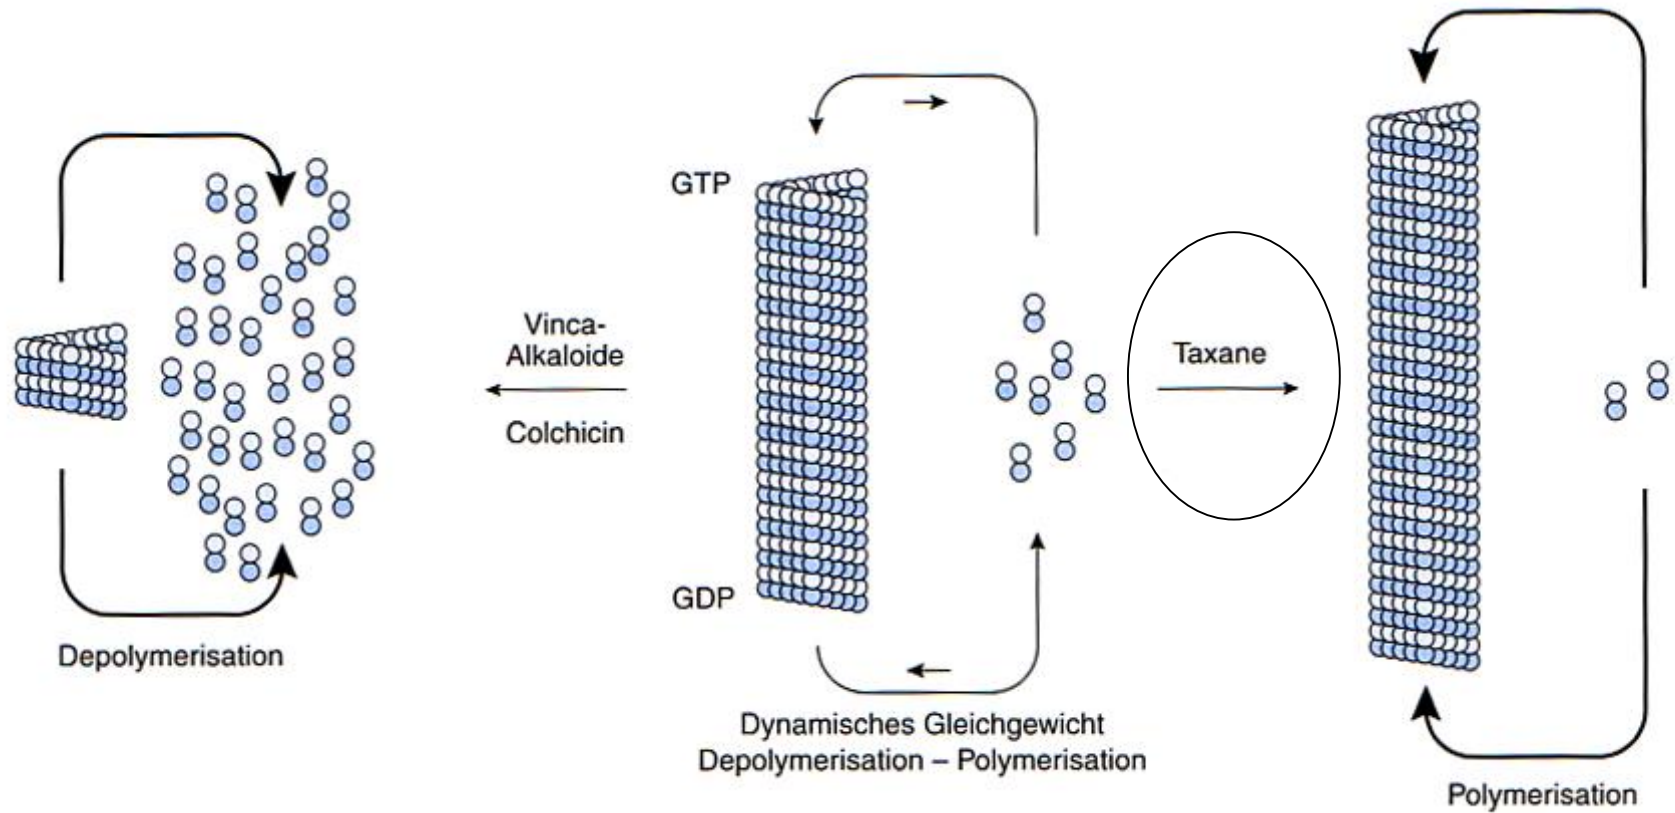 Depolymerisation
Vinca-
Alkaloide
Colchicin
GTP
GDP
Dynamisches Gleichgewicht
Depolymerisation – Polymerisation
Taxane
Polymerisation